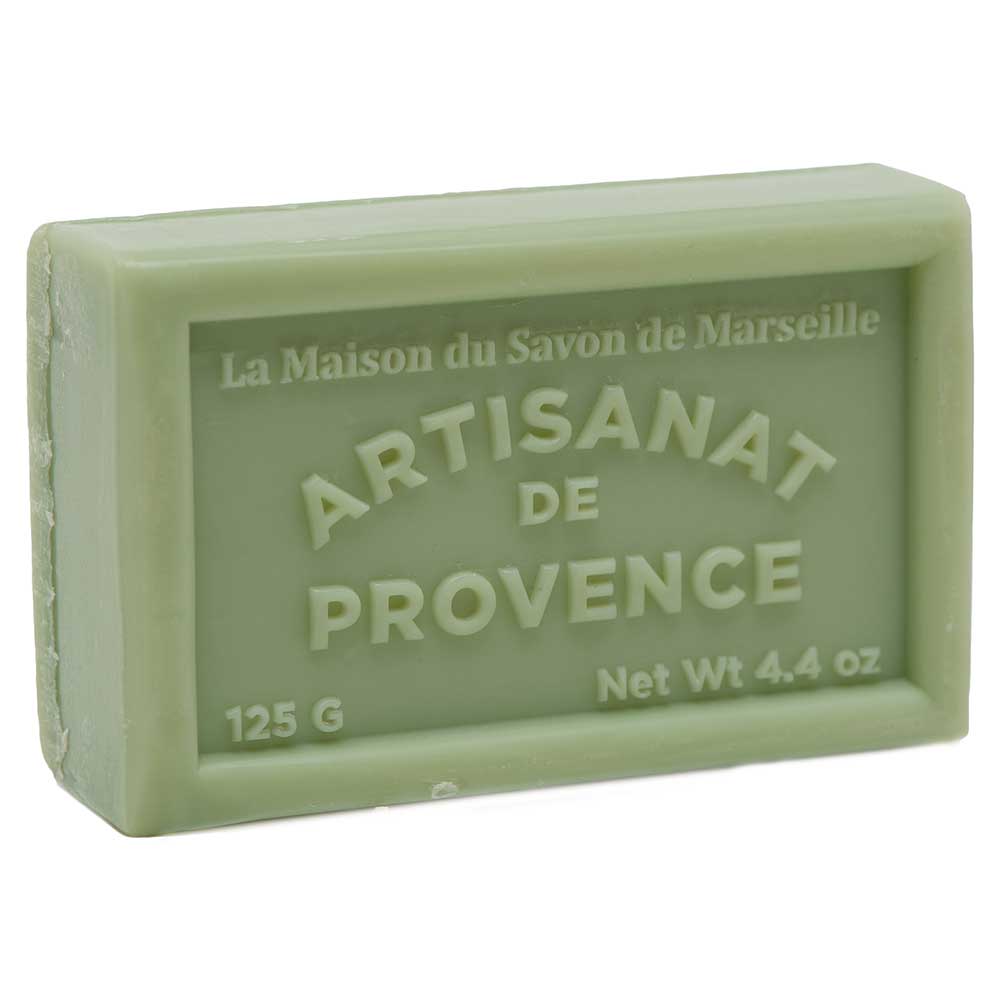 La Maison du Savon de Marseille
ARTISANAT
DE
PROVENCE
125 G
Net Wt 4.4 oz